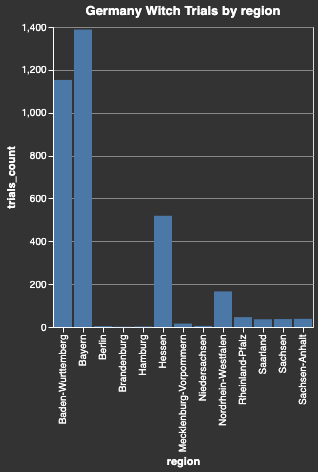 Germany Witch Trials by region
1,400
1,200
1,000
800
600
400
200
0
trials_count
Baden-Wurttemberg
Bayern
Berlin
Brandenburg
Hamburg
Hessen
Mecklenburg-Vorpommern
Niedersachsen
Nordrhein-Westfalen
Rheinland-Pfalz
Saarland
Sachsen
Sachsen-Anhalt
region